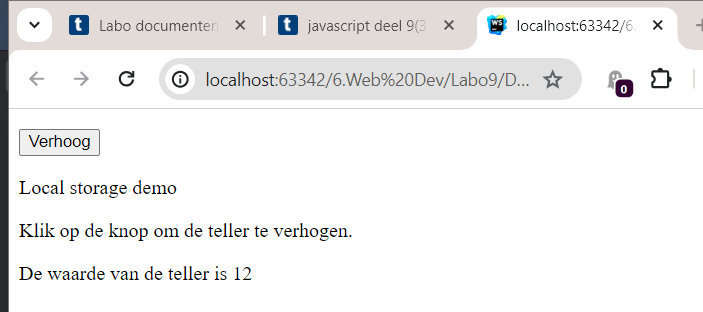 Labo documenten
javascript deel 9(3
localhost:63342/6.
localhost:63342/6.Web%20Dev/Labo9/D...
0
Verhoog
Local storage demo
Klik op de knop om de teller te verhogen.
De waarde van de teller is 12